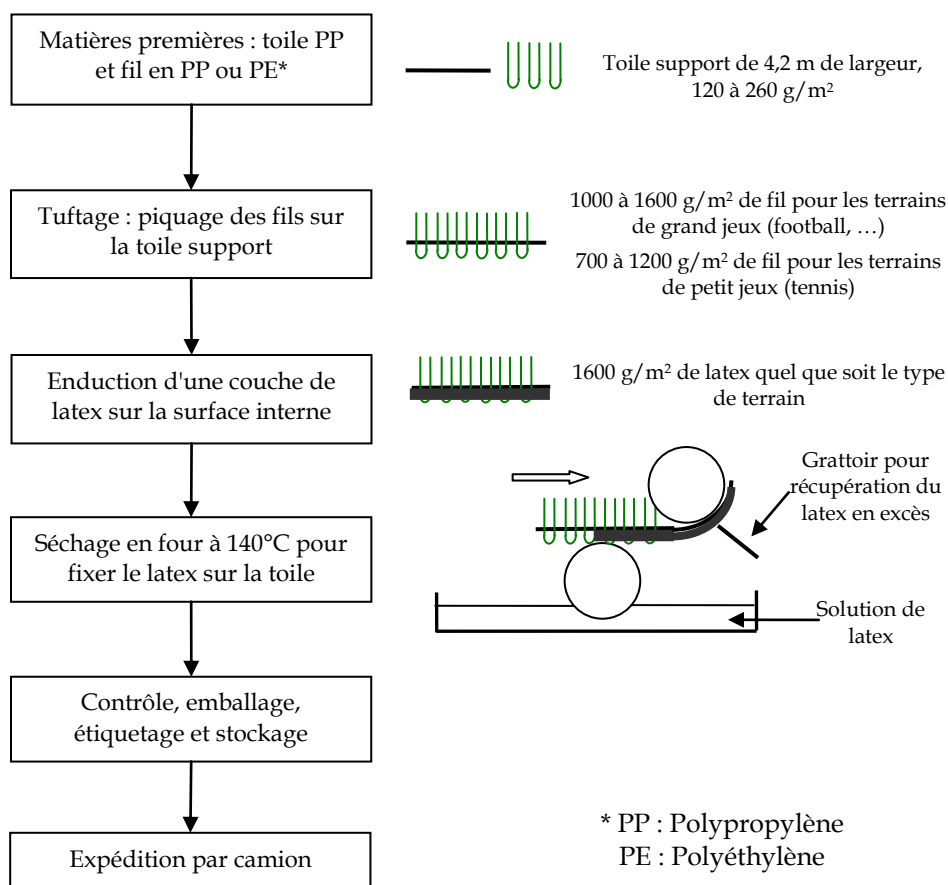 Matières premières : toile PP
et fil en PP ou PE*
Toile support de 4,2 m de largeur,
120 à 260 g/m²
Tuftage : piquage des fils sur
la toile support
1000 à 1600 g/m² de fil pour les terrains
de grand jeux (football, …)
700 à 1200 g/m² de fil pour les terrains
de petit jeux (tennis)
Enduction d'une couche de
latex sur la surface interne
1600 g/m² de latex quel que soit le type
de terrain
Grattoir pour
récupération du
latex en excès
Séchage en four à 140°C pour
fixer le latex sur la toile
Solution de
latex
Contrôle, emballage,
étiquetage et stockage
Expédition par camion
* PP : Polypropylène
PE : Polyéthylène